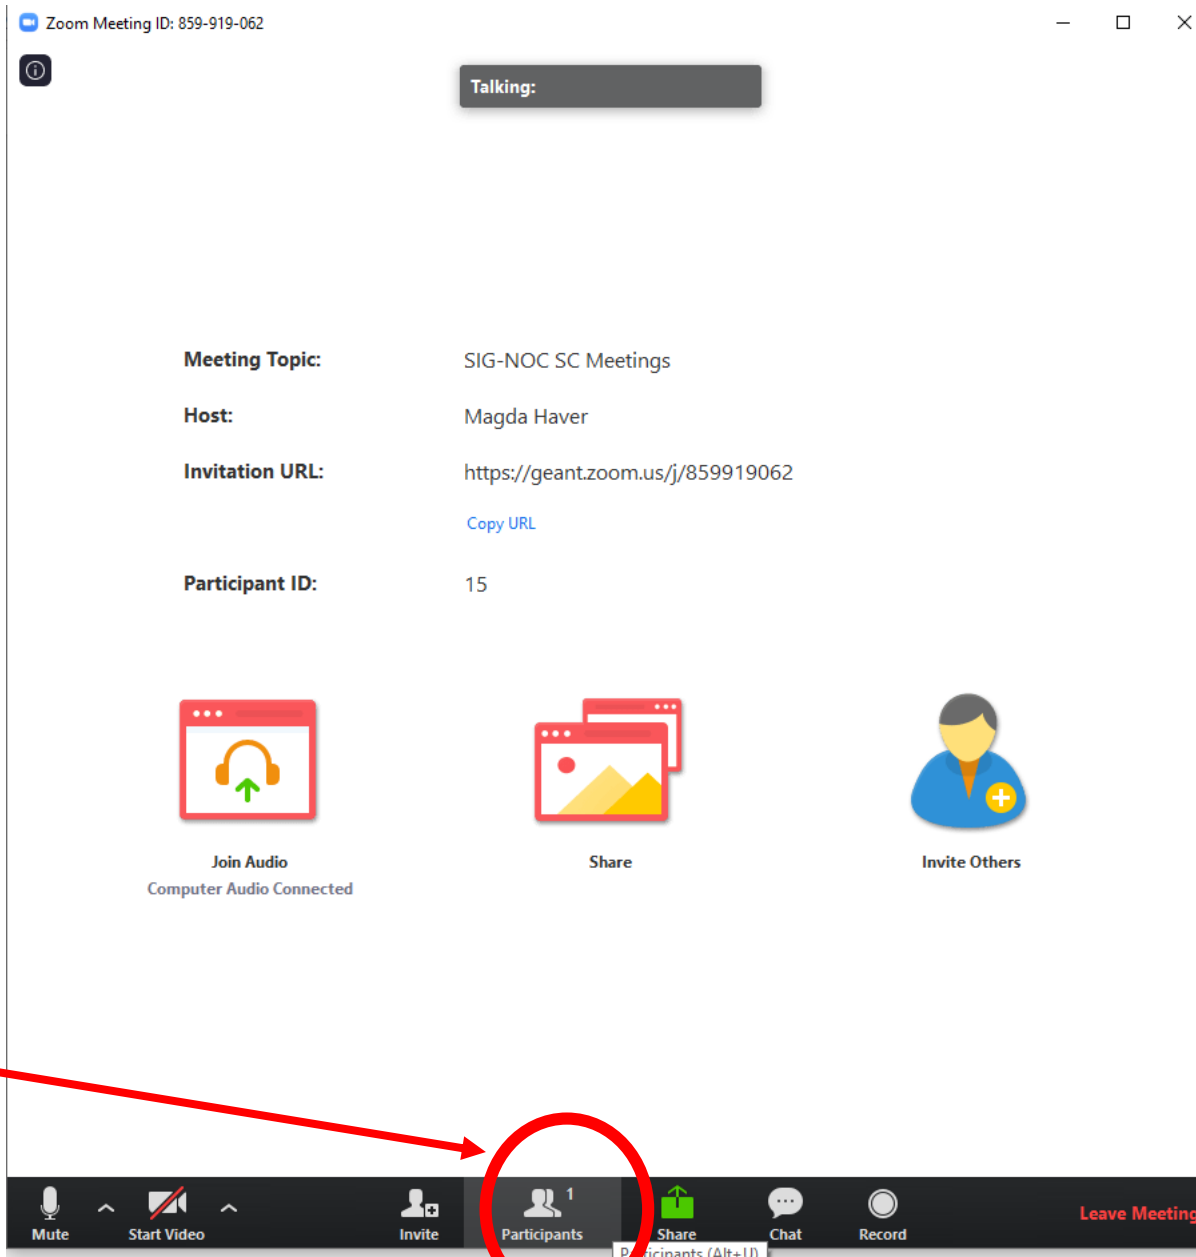 Zoom Meeting ID: 859-919-062
Talking:
Meeting Topic: SIG-NOC SC Meetings
Host: Magda Haver
Invitation URL: https://geant.zoom.us/j/859919062
Copy URL
Participant ID: 15
Join Audio Share Invite Others
Computer Audio Connected
1
Mute Start Video Invite Participants Share Chat Record Leave Meeting
Participants (Alt+U)